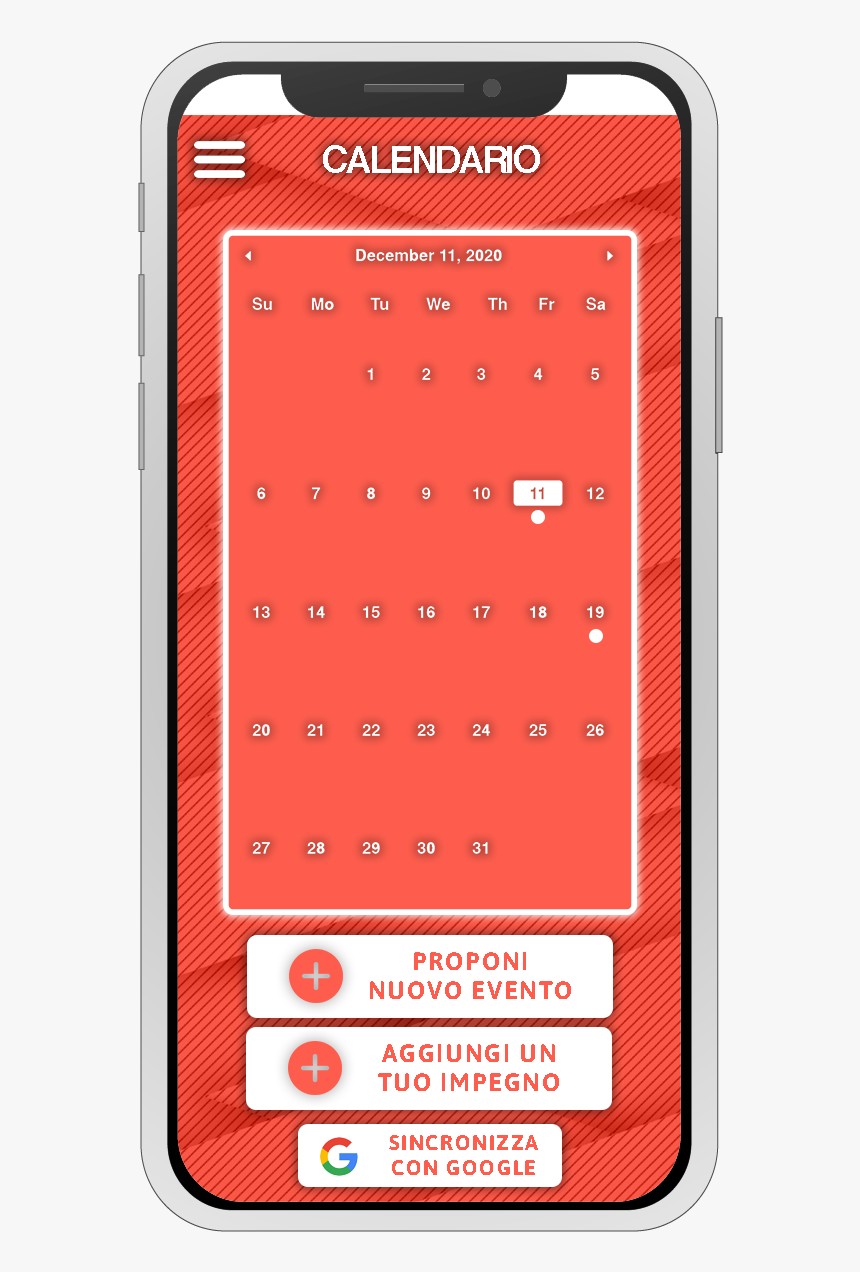 CALENDARIO
December 11, 2020
Su Mo Tu We Th Fr Sa
1 2 3 4 5
6 7 8 9 10 11 12
13 14 15 16 17 18 19
20 21 22 23 24 25 26
27 28 29 30 31
PROPONI
NUOVO EVENTO
AGGIUNGI UN
TUO IMPEGNO
SINCRONIZZA
CON GOOGLE